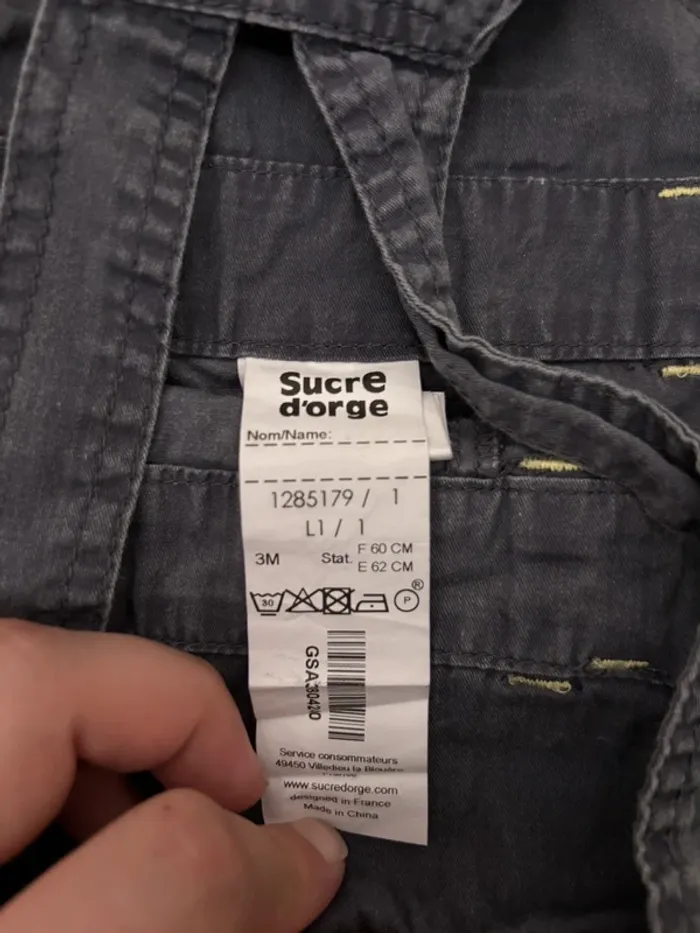 Sucre
d'orge
Nom/Name:
1285179 / 1
L1 / 1
3M Stat. F 60 CM
E 62 CM
30 P ®
GSA
Service consommateurs
49450 Villedieu la Blouère
France
www.sucredorge.com
designed in France
Made in China